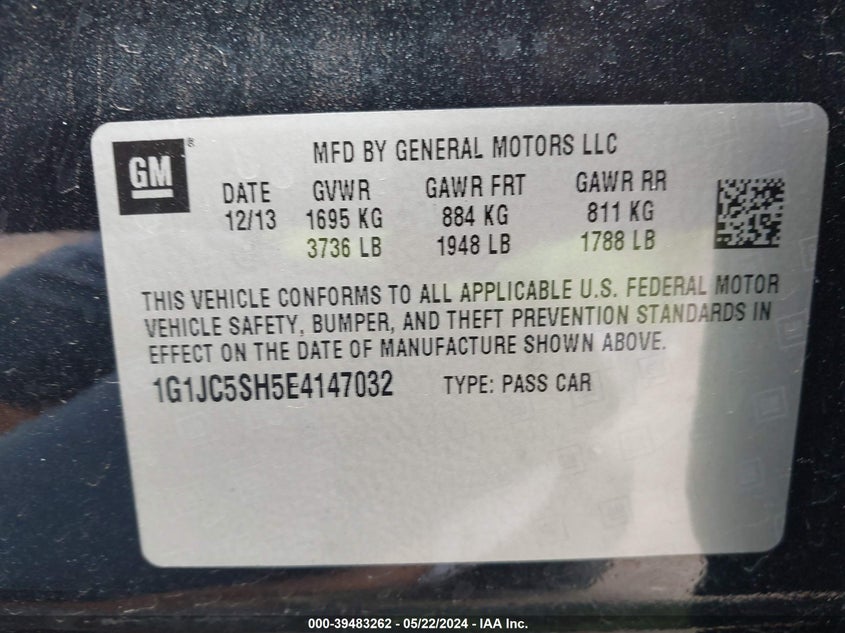 GM®
MFD BY GENERAL MOTORS LLC
DATE GVWR GAWR FRT GAWR RR
12/13 1695 KG 884 KG 811 KG
3736 LB 1948 LB 1788 LB
THIS VEHICLE CONFORMS TO ALL APPLICABLE U.S. FEDERAL MOTOR
VEHICLE SAFETY, BUMPER, AND THEFT PREVENTION STANDARDS IN
EFFECT ON THE DATE OF MANUFACTURE SHOWN ABOVE.
1G1JC5SH5E4147032 TYPE: PASS CAR
000-39483262 - 05/22/2024 - IAA Inc.